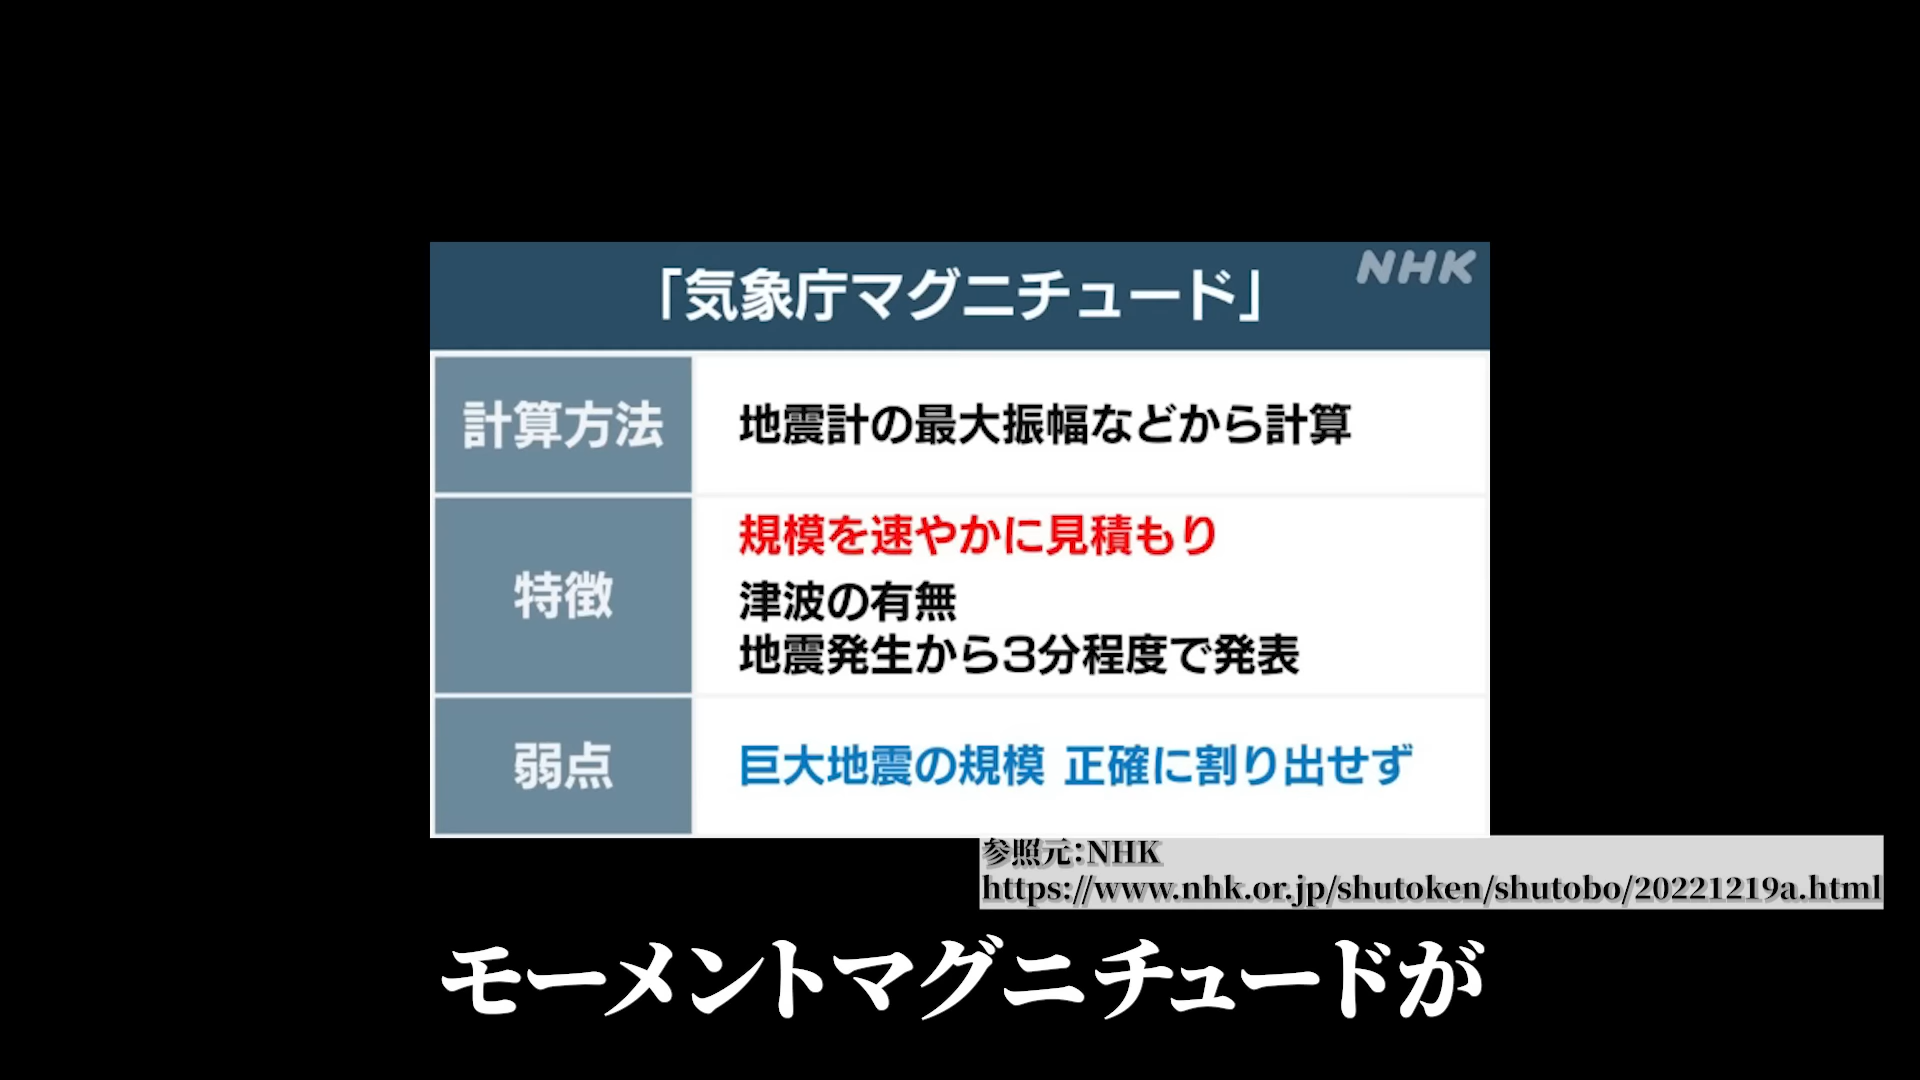 「気象庁マグニチュード」
NHK
計算方法
地震計の最大振幅などから計算
特徴
規模を速やかに見積もり
津波の有無
地震発生から3分程度で発表
弱点
巨大地震の規模 正確に割り出せず
参照元:NHK
https://www.nhk.or.jp/shutoken/shutobo/20221219a.html
モーメントマグニチュードが